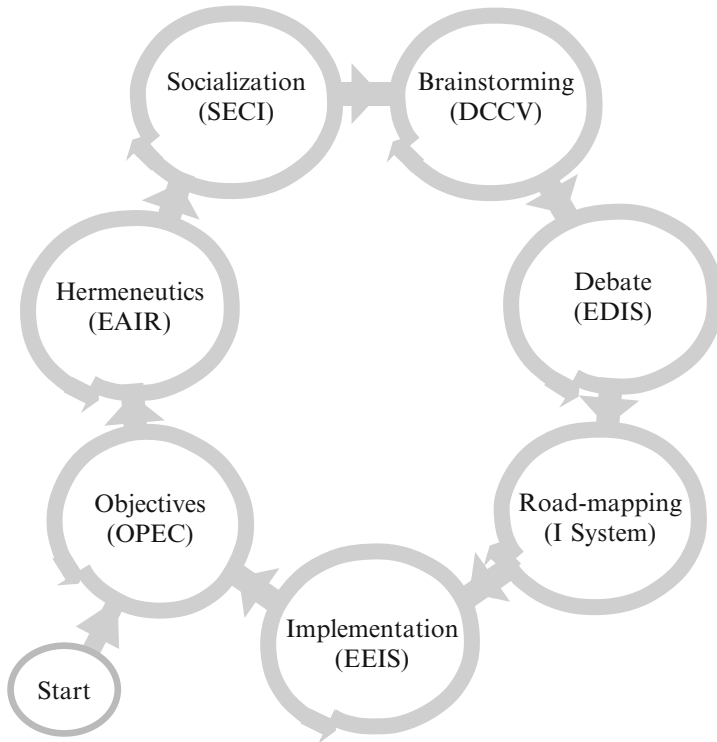 Socialization
(SECI)
Brainstorming
(DCCV)
Hermeneutics
(EAIR)
Debate
(EDIS)
Objectives
(OPEC)
Road-mapping
(I System)
Implementation
(EEIS)
Start